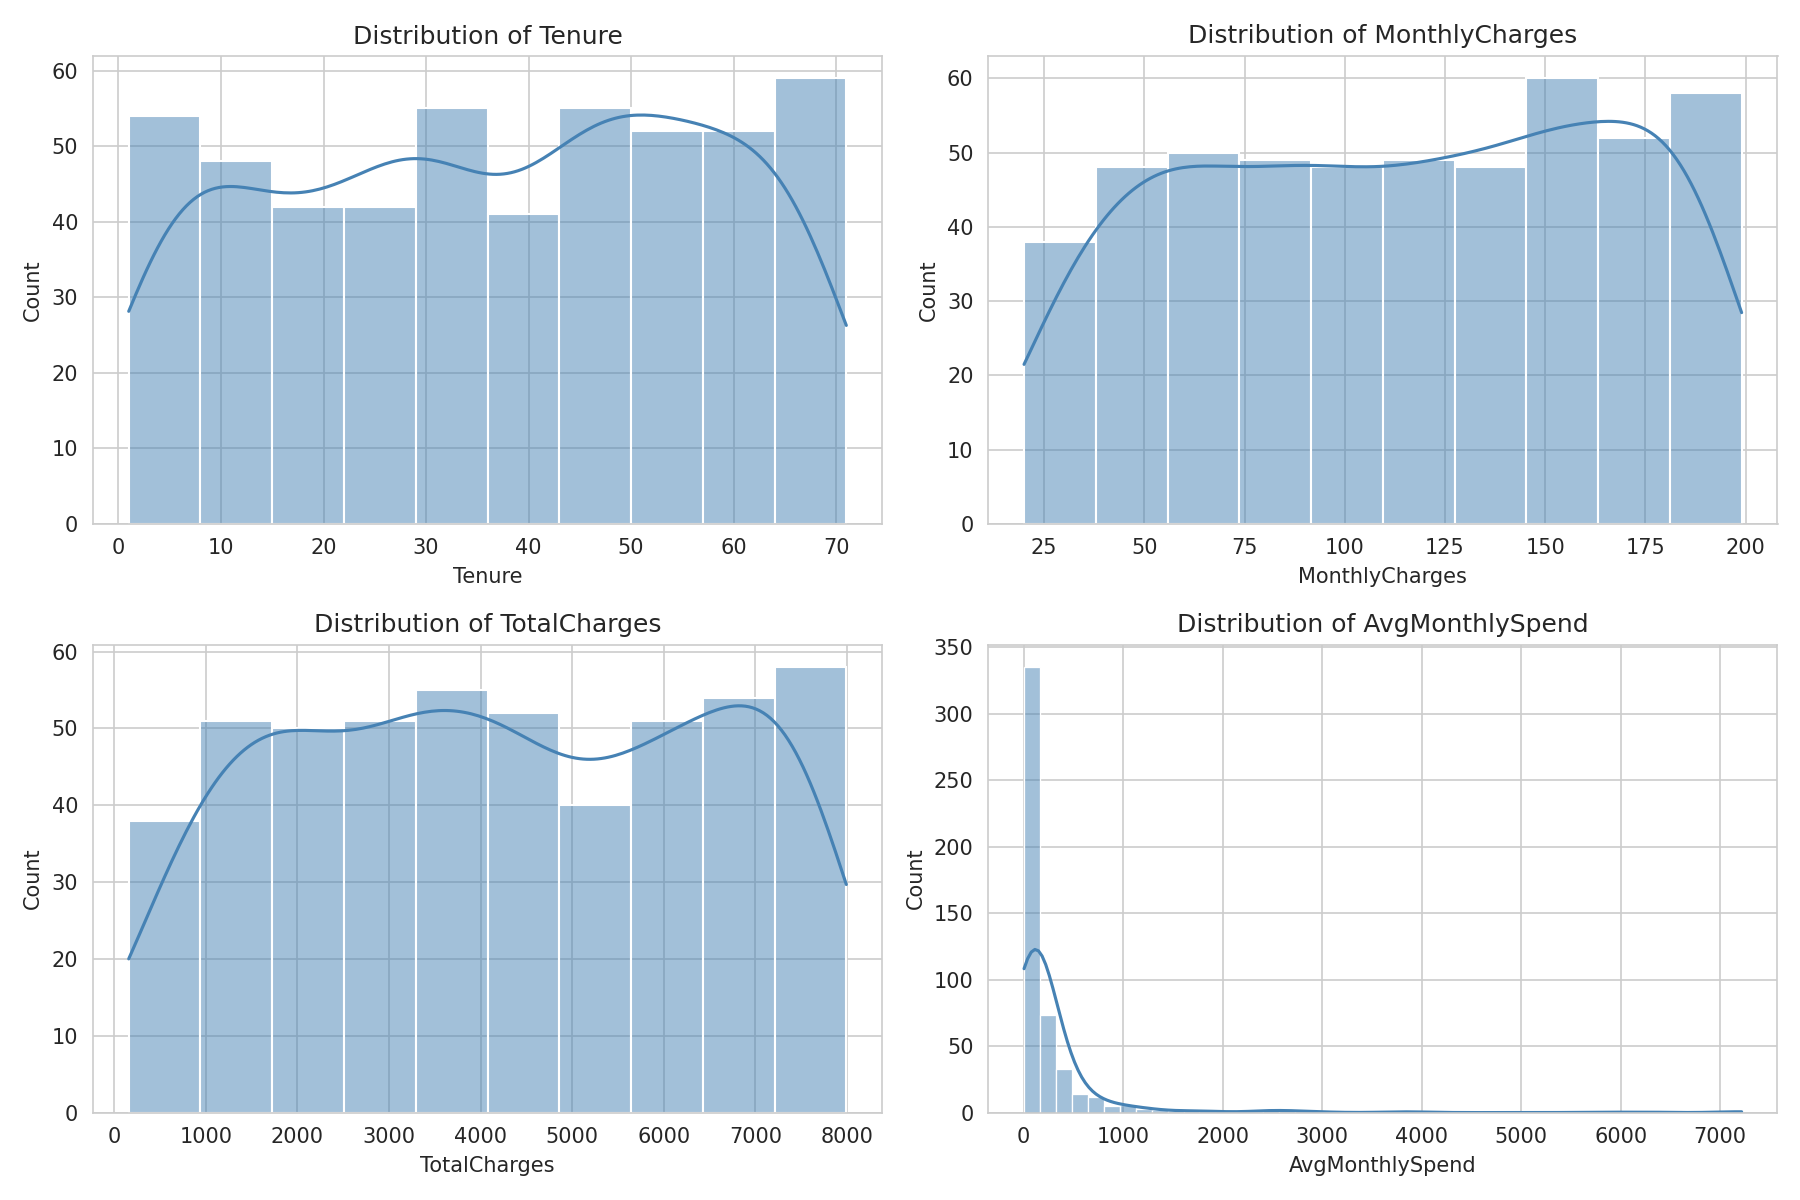 Distribution of Tenure
60
50
40
30
20
10
0
Count
0 10 20 30 40 50 60 70
Tenure
Distribution of MonthlyCharges
60
50
40
30
20
10
0
Count
25 50 75 100 125 150 175 200
MonthlyCharges
Distribution of TotalCharges
60
50
40
30
20
10
0
Count
0 1000 2000 3000 4000 5000 6000 7000 8000
TotalCharges
Distribution of AvgMonthlySpend
350
300
250
200
150
100
50
0
Count
0 1000 2000 3000 4000 5000 6000 7000
AvgMonthlySpend